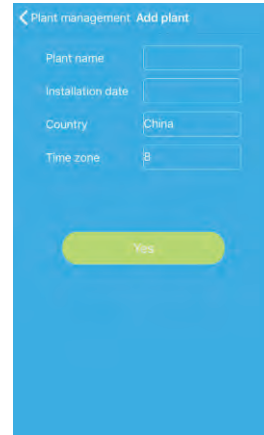 Plant management Add plant
Plant name
Installation date
Country China
Time zone 8
Yes